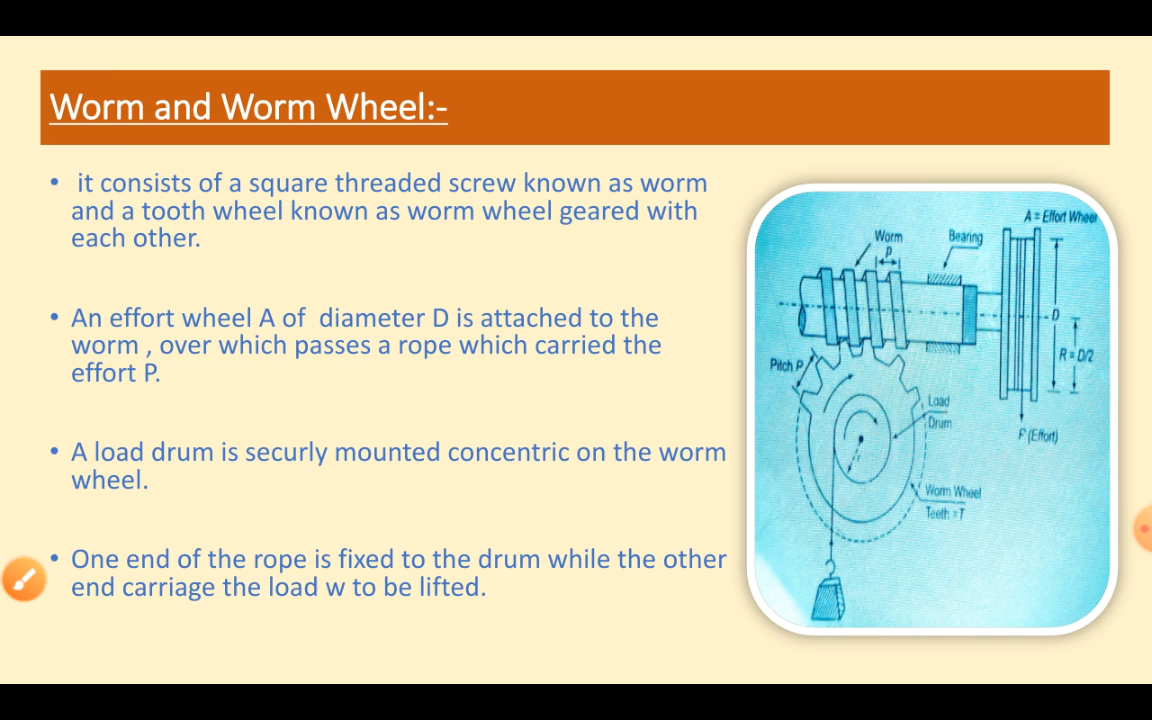 Worm and Worm Wheel:-
• it consists of a square threaded screw known as worm
and a tooth wheel known as worm wheel geared with
each other.
• An effort wheel A of diameter D is attached to the
worm , over which passes a rope which carried the
effort P.
• A load drum is securly mounted concentric on the worm
wheel.
• One end of the rope is fixed to the drum while the other
end carriage the load w to be lifted.
A = Effort Wheel
Worm
Bearing
p
D
R = D/2
Pitch P
Load
Drum
P (Effort)
Worm Wheel
Teeth = T